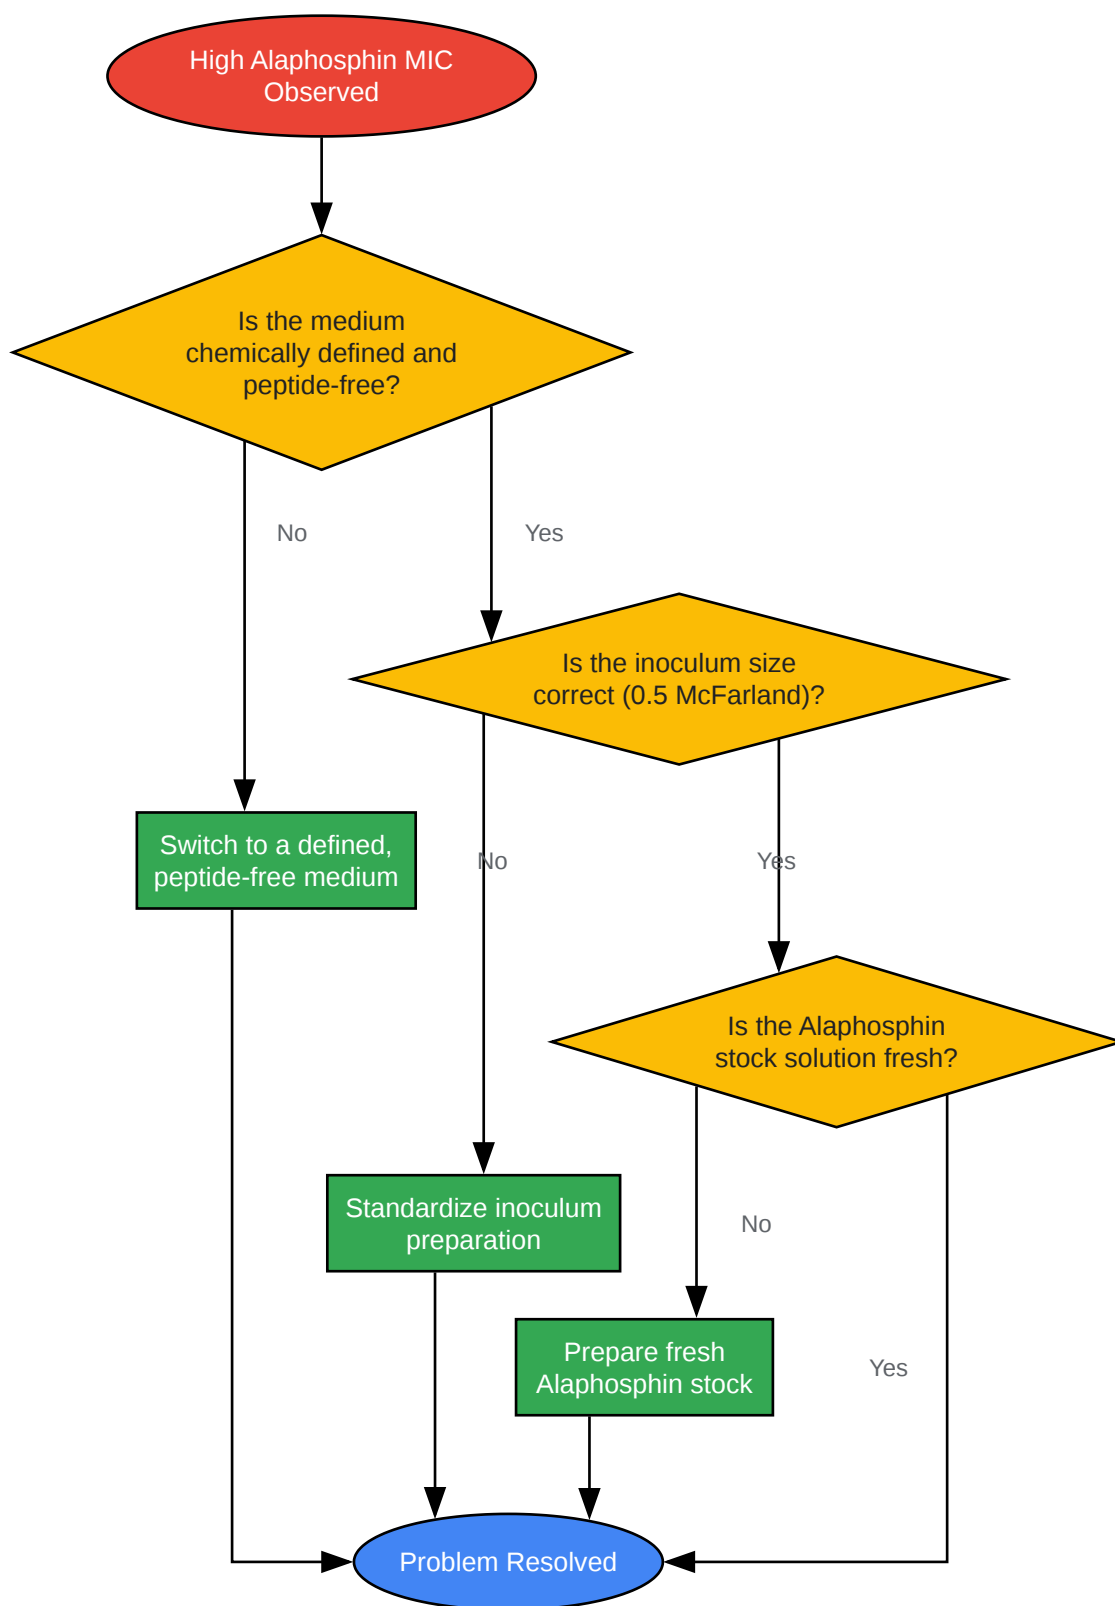 High Alaphosphin MIC
Observed
Is the medium
chemically defined and
peptide-free?
No
Yes
Is the inoculum size
correct (0.5 McFarland)?
Switch to a defined,
peptide-free medium
No
Yes
Is the Alaphosphin
stock solution fresh?
Standardize inoculum
preparation
No
Prepare fresh
Alaphosphin stock
Yes
Problem Resolved